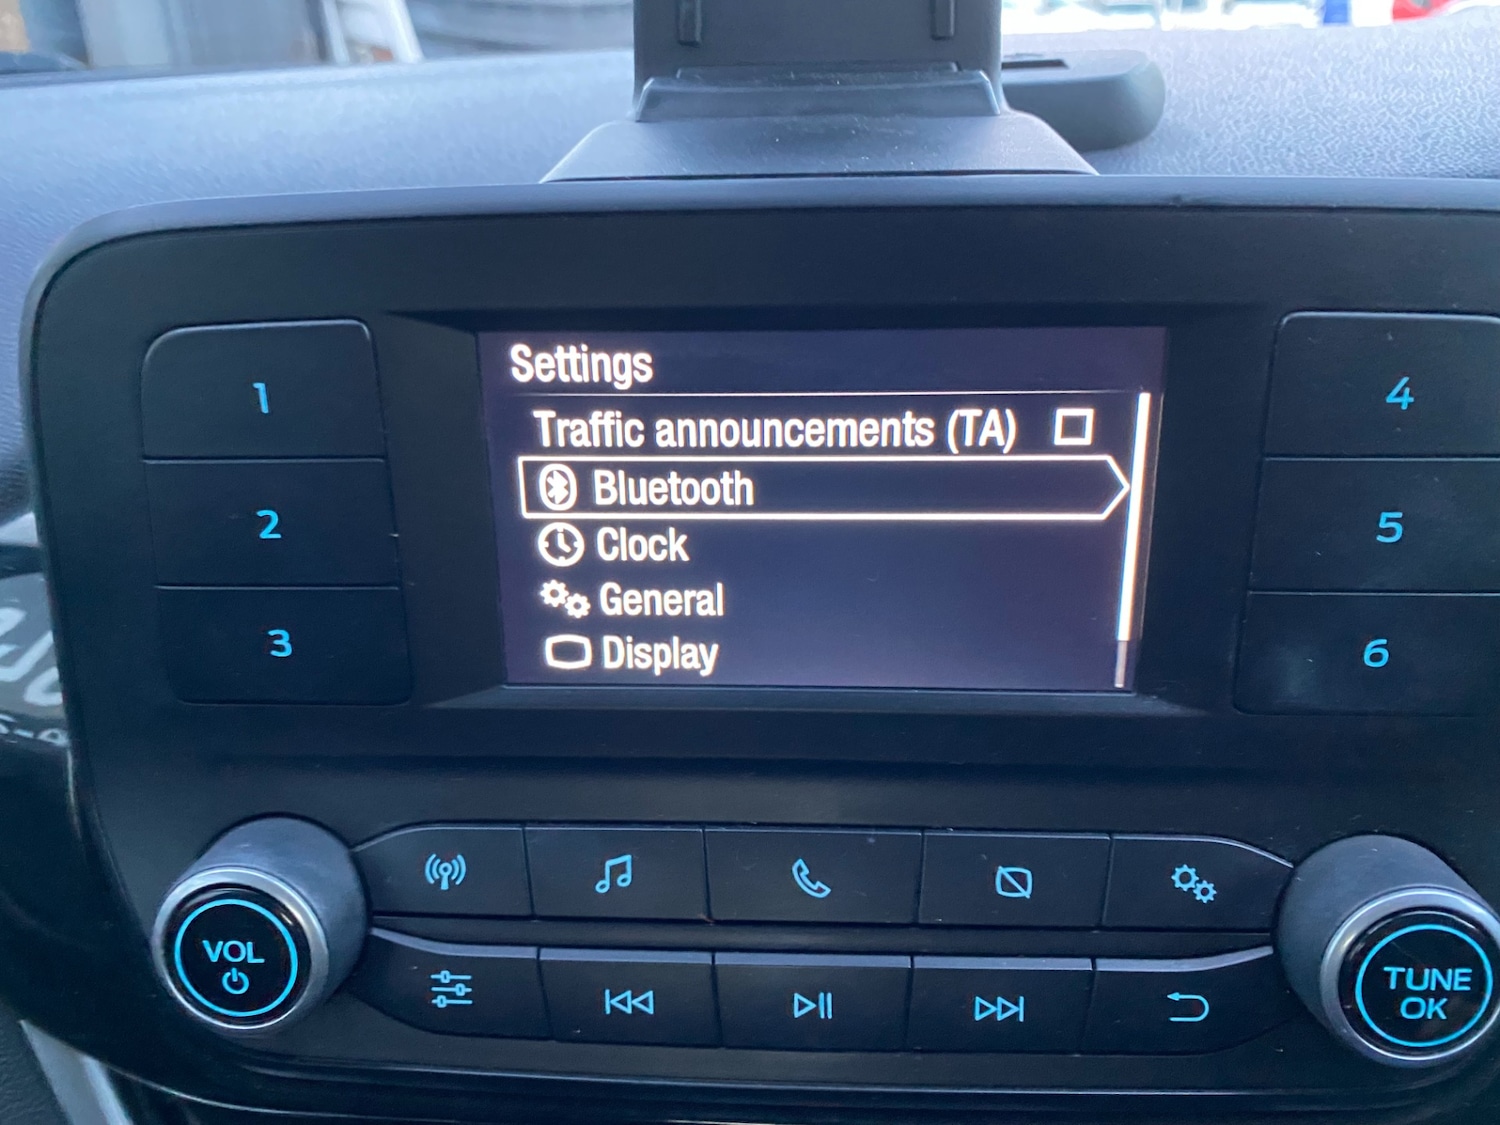 Settings
Traffic announcements (TA)
Bluetooth
Clock
General
Display
1
2
3
4
5
6
VOL
TUNE
OK